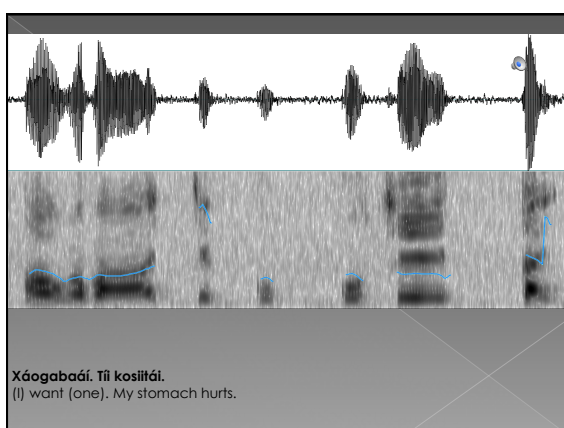 Xáogabaáí. Tíi kosiitái.
(I) want (one). My stomach hurts.